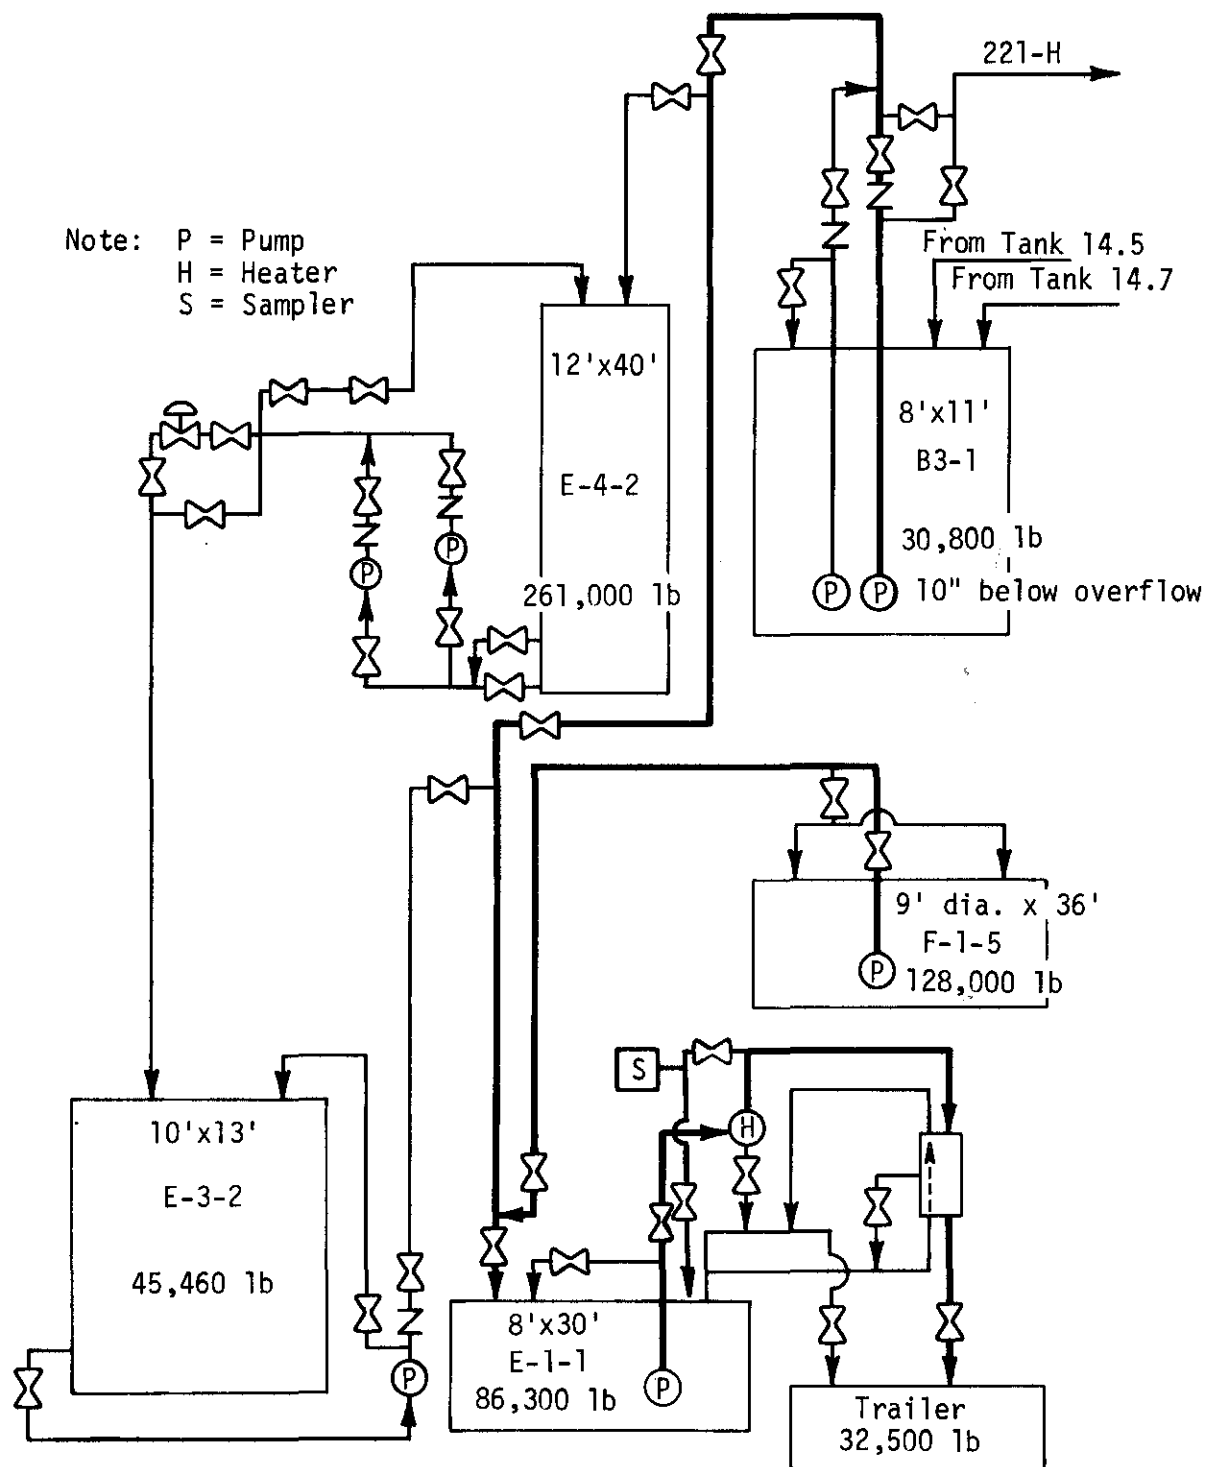 221-H
Note: P = Pump
H = Heater
S = Sampler
From Tank 14.5
From Tank 14.7
12'x40'
E-4-2
261,000 lb
8'x11'
B3-1
30,800 lb
10" below overflow
P
P
P
P
9' dia. x 36'
F-1-5
128,000 lb
P
S
H
10'x13'
E-3-2
45,460 lb
P
8'x30'
E-1-1
86,300 lb
P
Trailer
32,500 lb